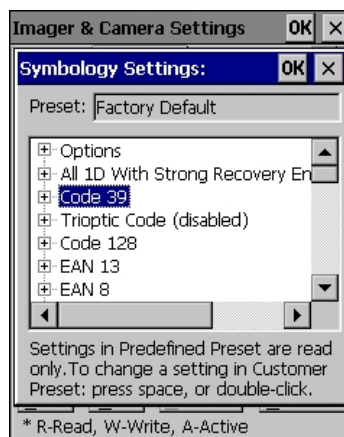 Imager & Camera Settings OK ×
Symbology Settings: OK ×
Preset: Factory Default
Options
All 1D With Strong Recovery En
Code 39
Trioptic Code (disabled)
Code 128
EAN 13
EAN 8
Settings in Predefined Preset are read
only.To change a setting in Customer
Preset: press space, or double-click.
* R-Read, W-Write, A-Active